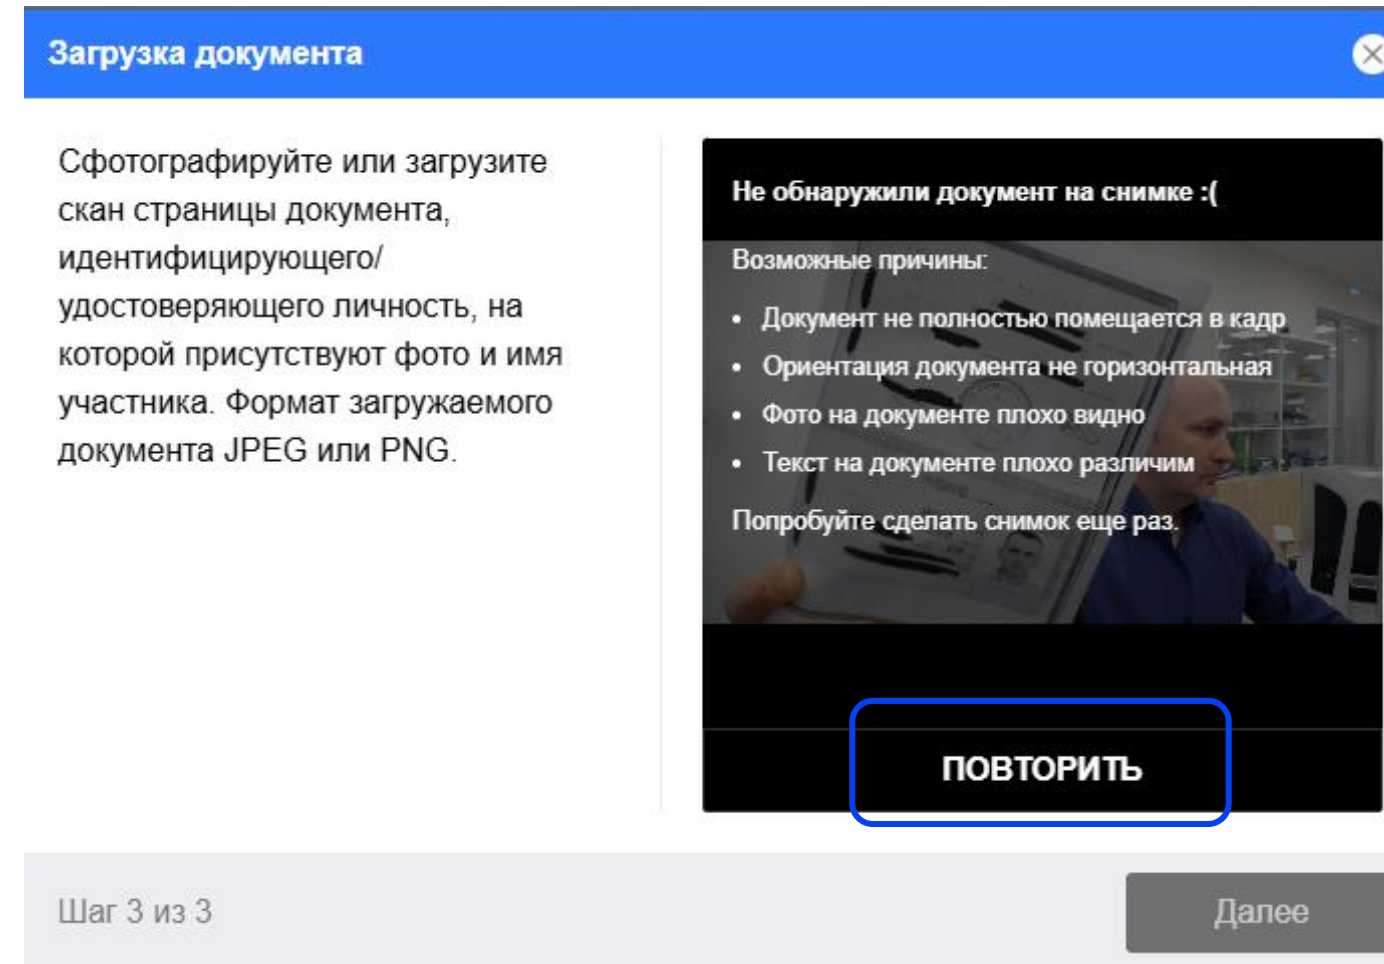 Загрузка документа
Сфотографируйте или загрузите
скан страницы документа,
идентифицирующего/
удостоверяющего личность, на
которой присутствуют фото и имя
участника. Формат загружаемого
документа JPEG или PNG.
Не обнаружили документ на снимке :(
Возможные причины:
• Документ не полностью помещается в кадр
• Ориентация документа не горизонтальная
• Фото на документе плохо видно
• Текст на документе плохо различим
Попробуйте сделать снимок еще раз.
ПОВТОРИТЬ
Шаг 3 из 3
Далее